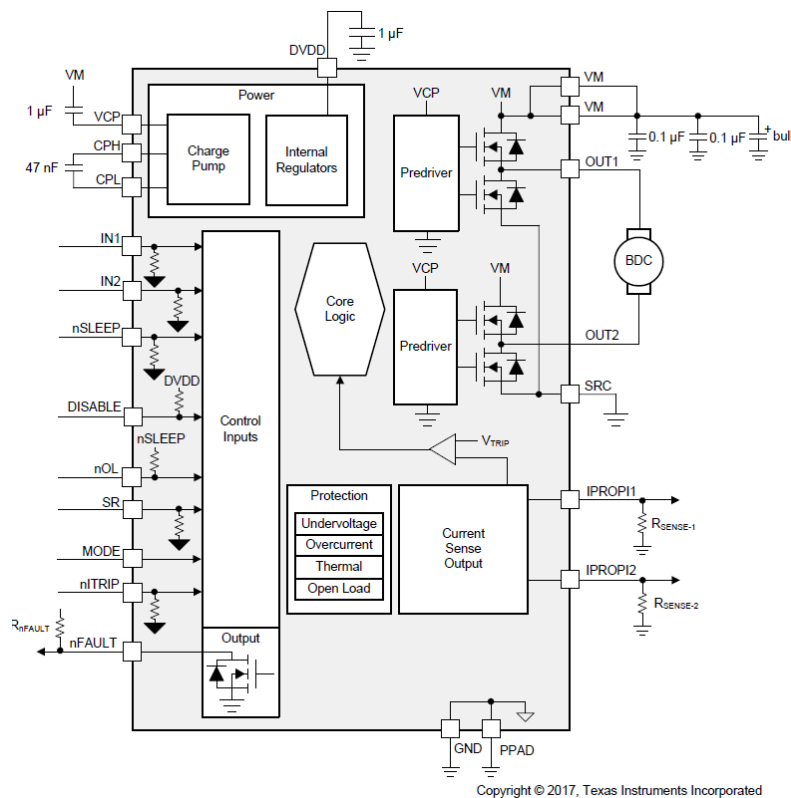 1 µF
DVDD
VM
1 µF
VCP
CPH
47 nF
CPL
Power
Charge
Pump
Internal
Regulators
VCP
VM
Predriver
VM
VM
0.1 µF
0.1 µF
+
bul
OUT1
BDC
IN1
IN2
nSLEEP
DVDD
DISABLE
nSLEEP
nOL
SR
MODE
nITRIP
RnFAULT
nFAULT
Control
Inputs
Output
Core
Logic
VCP
VM
Predriver
OUT2
SRC
VTRIP
Protection
Undervoltage
Overcurrent
Thermal
Open Load
Current
Sense
Output
IPROPI1
RSENSE-1
IPROPI2
RSENSE-2
GND
PPAD
Copyright © 2017, Texas Instruments Incorporated